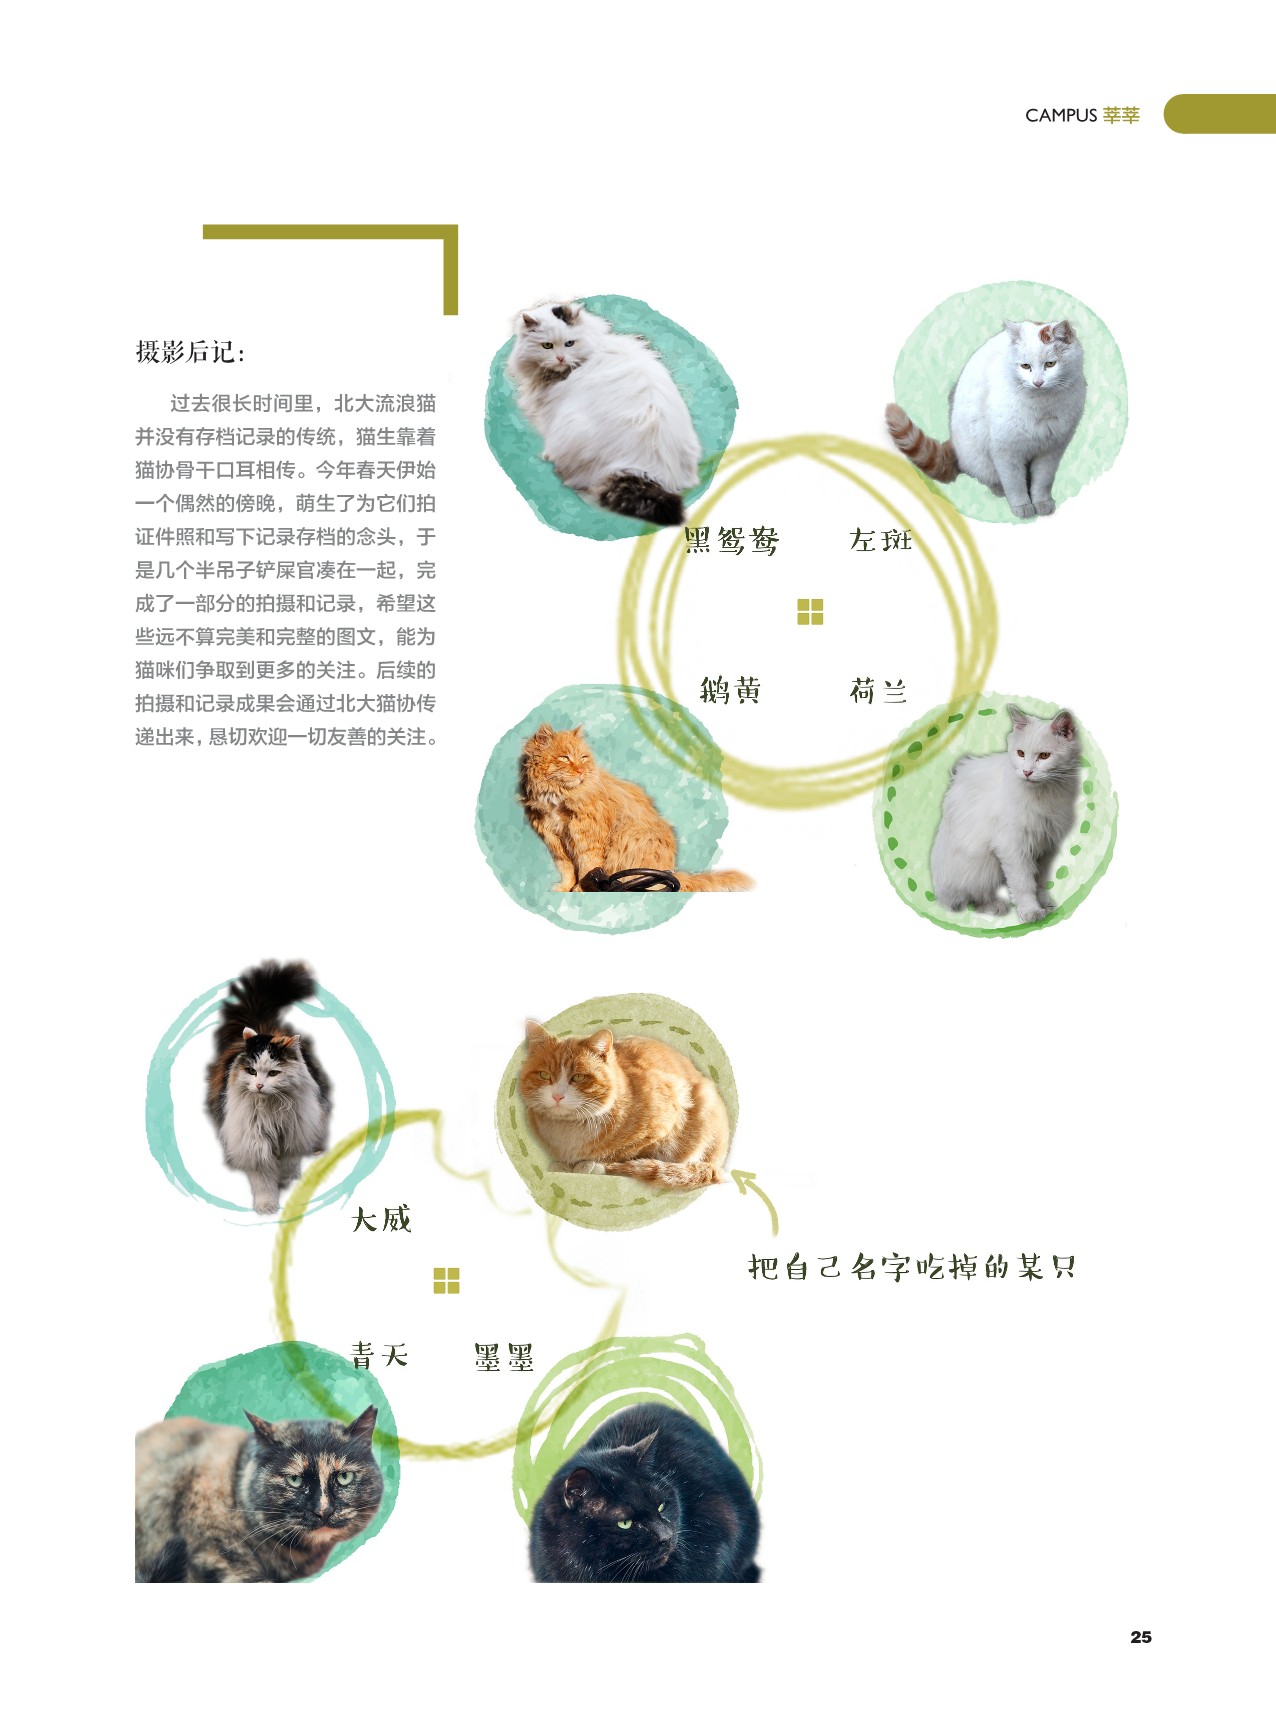 CAMPUS 莘莘
摄影后记：
过去很长时间里，北大流浪猫
并没有存档记录的传统，猫生靠着
猫协骨干口耳相传。今年春天伊始
一个偶然的傍晚，萌生了为它们拍
证件照和写下记录存档的念头，于
是几个半吊子铲屎官凑在一起，完
成了一部分的拍摄和记录，希望这
些远不算完美和完整的图文，能为
猫咪们争取到更多的关注。后续的
拍摄和记录成果会通过北大猫协传
递出来，恳切欢迎一切友善的关注。
黑鸳鸯 左斑
鹅黄 荷兰
大威
把自己名字吃掉的某只
青天 墨墨
25